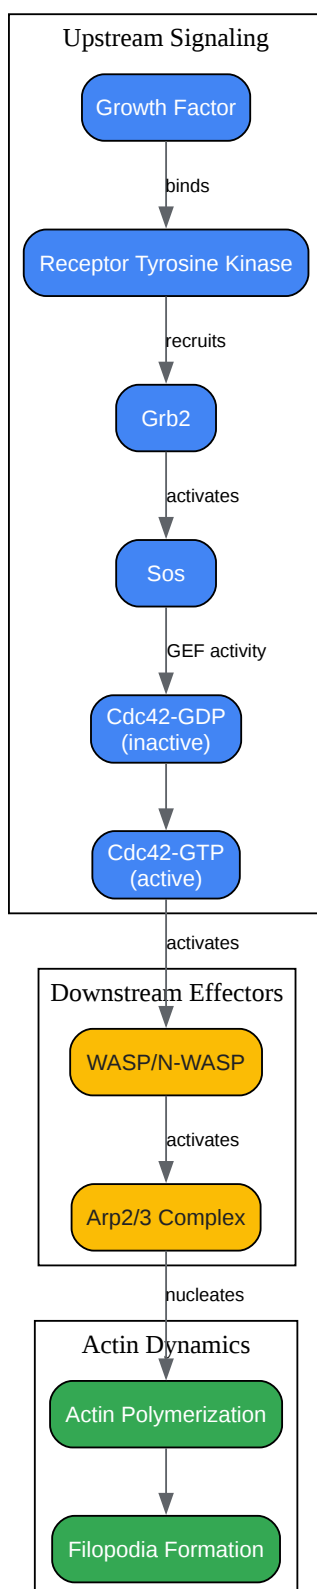 Upstream Signaling
Growth Factor
binds
Receptor Tyrosine Kinase
recruits
Grb2
activates
Sos
GEF activity
Cdc42-GDP
(inactive)
Cdc42-GTP
(active)
activates
Downstream Effectors
WASP/N-WASP
activates
Arp2/3 Complex
nucleates
Actin Dynamics
Actin Polymerization
Filopodia Formation